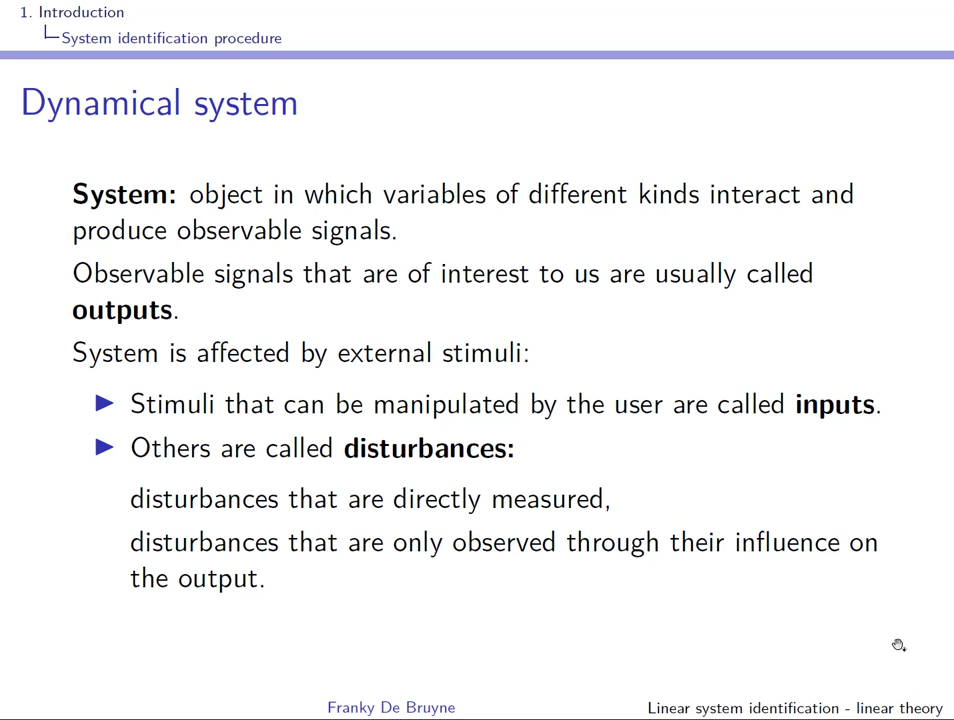 1. Introduction
System identification procedure
Dynamical system
System: object in which variables of different kinds interact and
produce observable signals.
Observable signals that are of interest to us are usually called
outputs.
System is affected by external stimuli:
Stimuli that can be manipulated by the user are called inputs.
Others are called disturbances:
disturbances that are directly measured,
disturbances that are only observed through their influence on
the output.
Franky De Bruyne
Linear system identification - linear theory